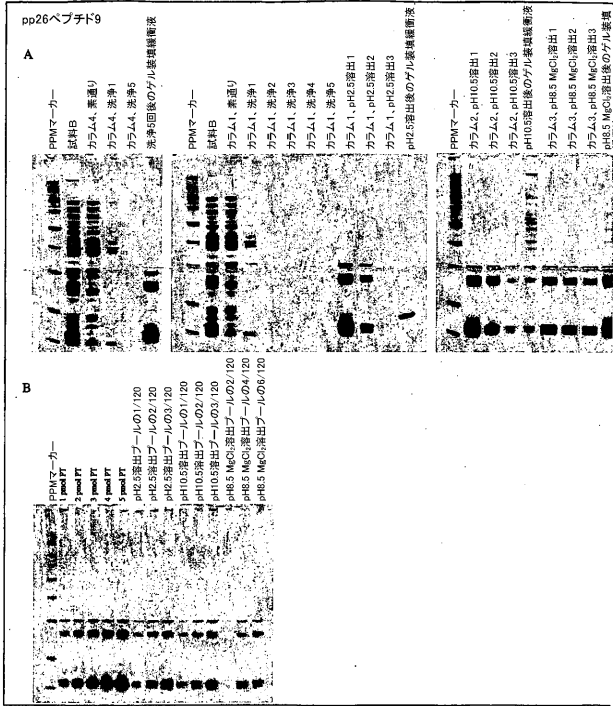 pp26ペプチド9
A
PPMマーカー
試料B
カラム4、素通り
カラム4、洗浄1
カラム4、洗浄5
洗浄5回後のゲル装填緩衝液
PPMマーカー
試料B
カラム1、素通り
カラム1、洗浄1
カラム1、洗浄2
カラム1、洗浄3
カラム1、洗浄4
カラム1、洗浄5
カラム1、pH2.5溶出1
カラム1、pH2.5溶出2
カラム1、pH2.5溶出3
pH2.5溶出後のゲル装填緩衝液
PPMマーカー
カラム2、pH10.5溶出1
カラム2、pH10.5溶出2
カラム2、pH10.5溶出3
pH10.5溶出後のゲル装填緩衝液
カラム3、pH8.5 MgCl₂溶出1
カラム3、pH8.5 MgCl₂溶出2
カラム3、pH8.5 MgCl₂溶出3
pH8.5 MgCl₂溶出後のゲル装填
B
PPMマーカー
1 pmol PT
2 pmol PT
3 pmol PT
4 pmol PT
5 pmol PT
pH2.5溶出プールの1/120
pH2.5溶出プールの2/120
pH2.5溶出プールの3/120
pH10.5溶出プールの1/120
pH10.5溶出プールの2/120
pH10.5溶出プールの3/120
pH8.5 MgCl₂溶出プールの2/120
pH8.5 MgCl₂溶出プールの4/120
pH8.5 MgCl₂溶出プールの6/120